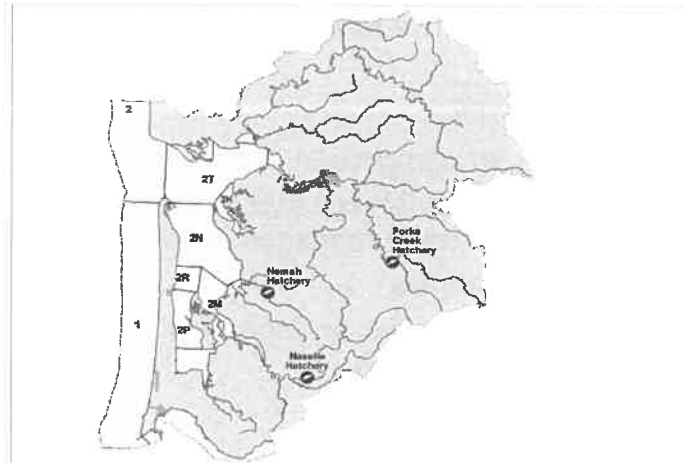 2
2T
2N
Forks
Creek
Hatchery
Nemah
Hatchery
2R
2M
1
2P
Naselle
Hatchery